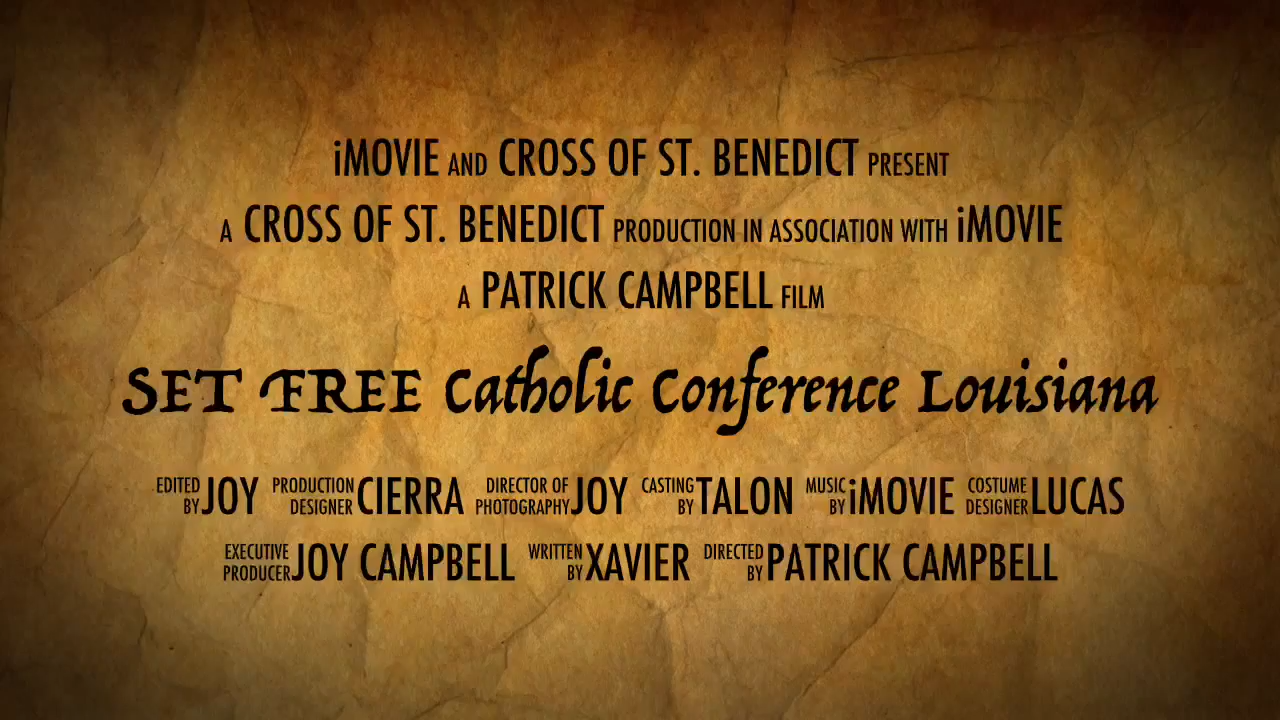 iMOVIE AND CROSS OF ST. BENEDICT PRESENT
A CROSS OF ST. BENEDICT PRODUCTION IN ASSOCIATION WITH iMOVIE
A PATRICK CAMPBELL FILM
SET FREE Catholic Conference Louisiana
EDITED BY JOY PRODUCTION DESIGNER CIERRA DIRECTOR OF PHOTOGRAPHY JOY CASTING BY TALON MUSIC BY iMOVIE COSTUME DESIGNER LUCAS
EXECUTIVE PRODUCER JOY CAMPBELL WRITTEN BY XAVIER DIRECTED BY PATRICK CAMPBELL